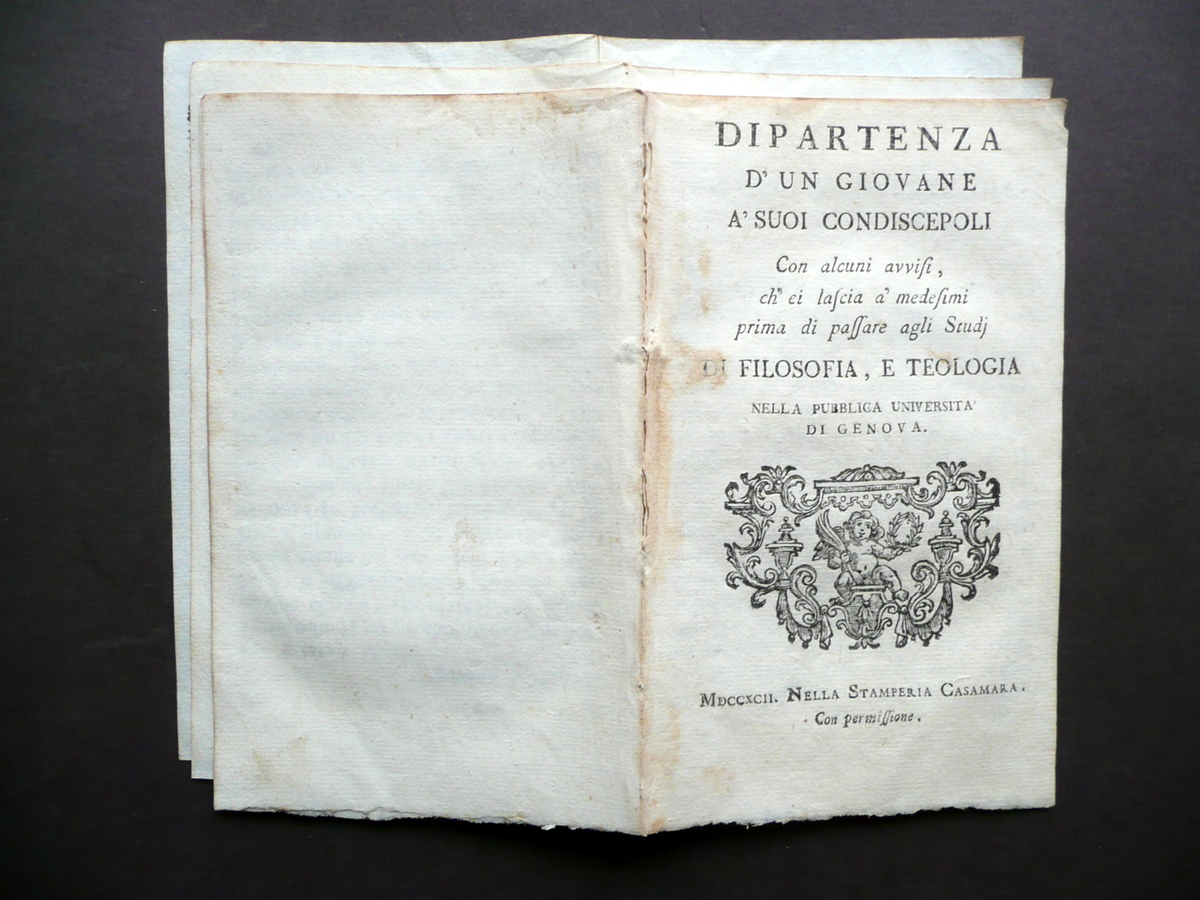 DIPARTENZA
D' UN GIOVANE
A' SUOI CONDISCEPOLI
Con alcuni avviſi ,
ch' ei laſcia a' medeſimi
prima di paſſare agli Studj
DI FILOSOFIA , E TEOLOGIA
NELLA PUBBLICA UNIVERSITA'
DI GENOVA.
MDCCXCII. NELLA STAMPERIA CASAMARA.
Con permiſſione.